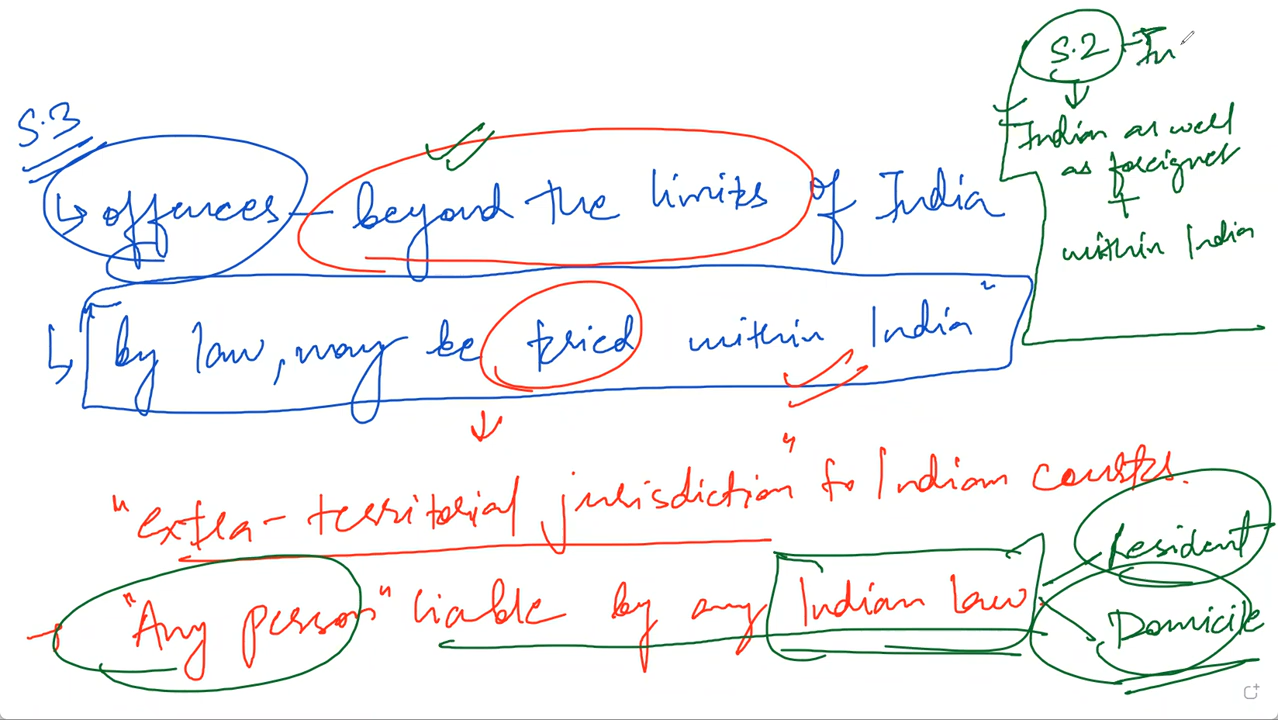 S.3
↳ offences – beyond the limits of India
↳ "by law, may be tried within India"
↓
"extra-territorial jurisdiction" to Indian courts.
→ "Any person" liable by any Indian law
Resident
Domicile
S.2 –
↓
Indian as well
as foreigner
+
within India